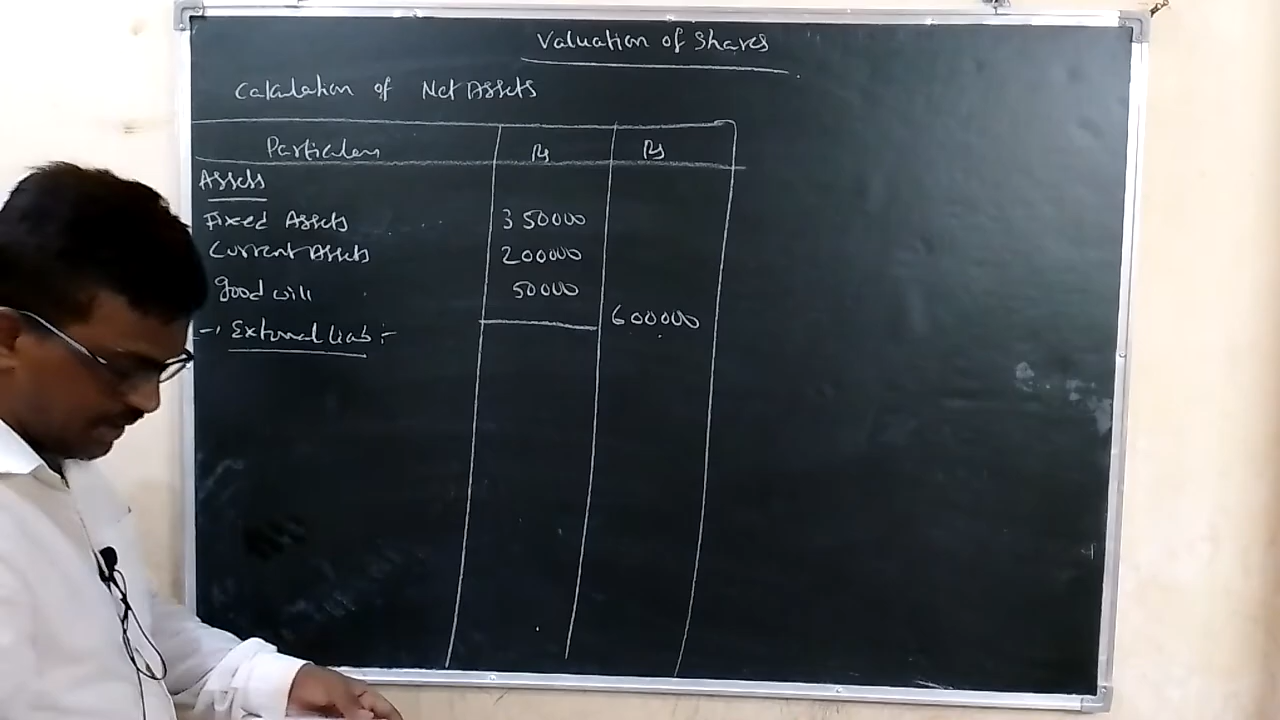 Valuation of Shares
Calculation of Net Assets
Particulars Rs Rs
Assets
Fixed Assets 350000
Current Assets 200000
Good will 50000
600000
(-) External Liab :-